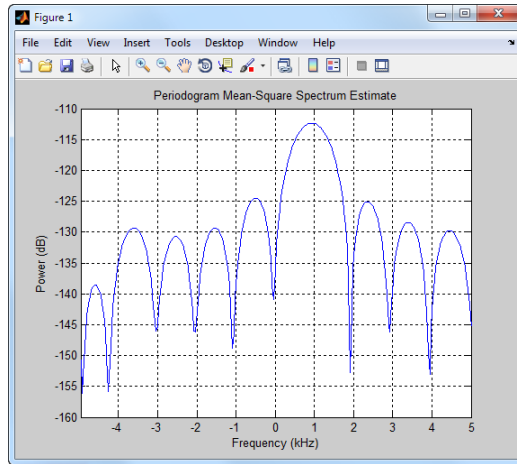 Figure 1
File Edit View Insert Tools Desktop Window Help
Periodogram Mean-Square Spectrum Estimate
-110
-115
-120
-125
-130
-135
-140
-145
-150
-155
-160
Power (dB)
-4 -3 -2 -1 0 1 2 3 4 5
Frequency (kHz)